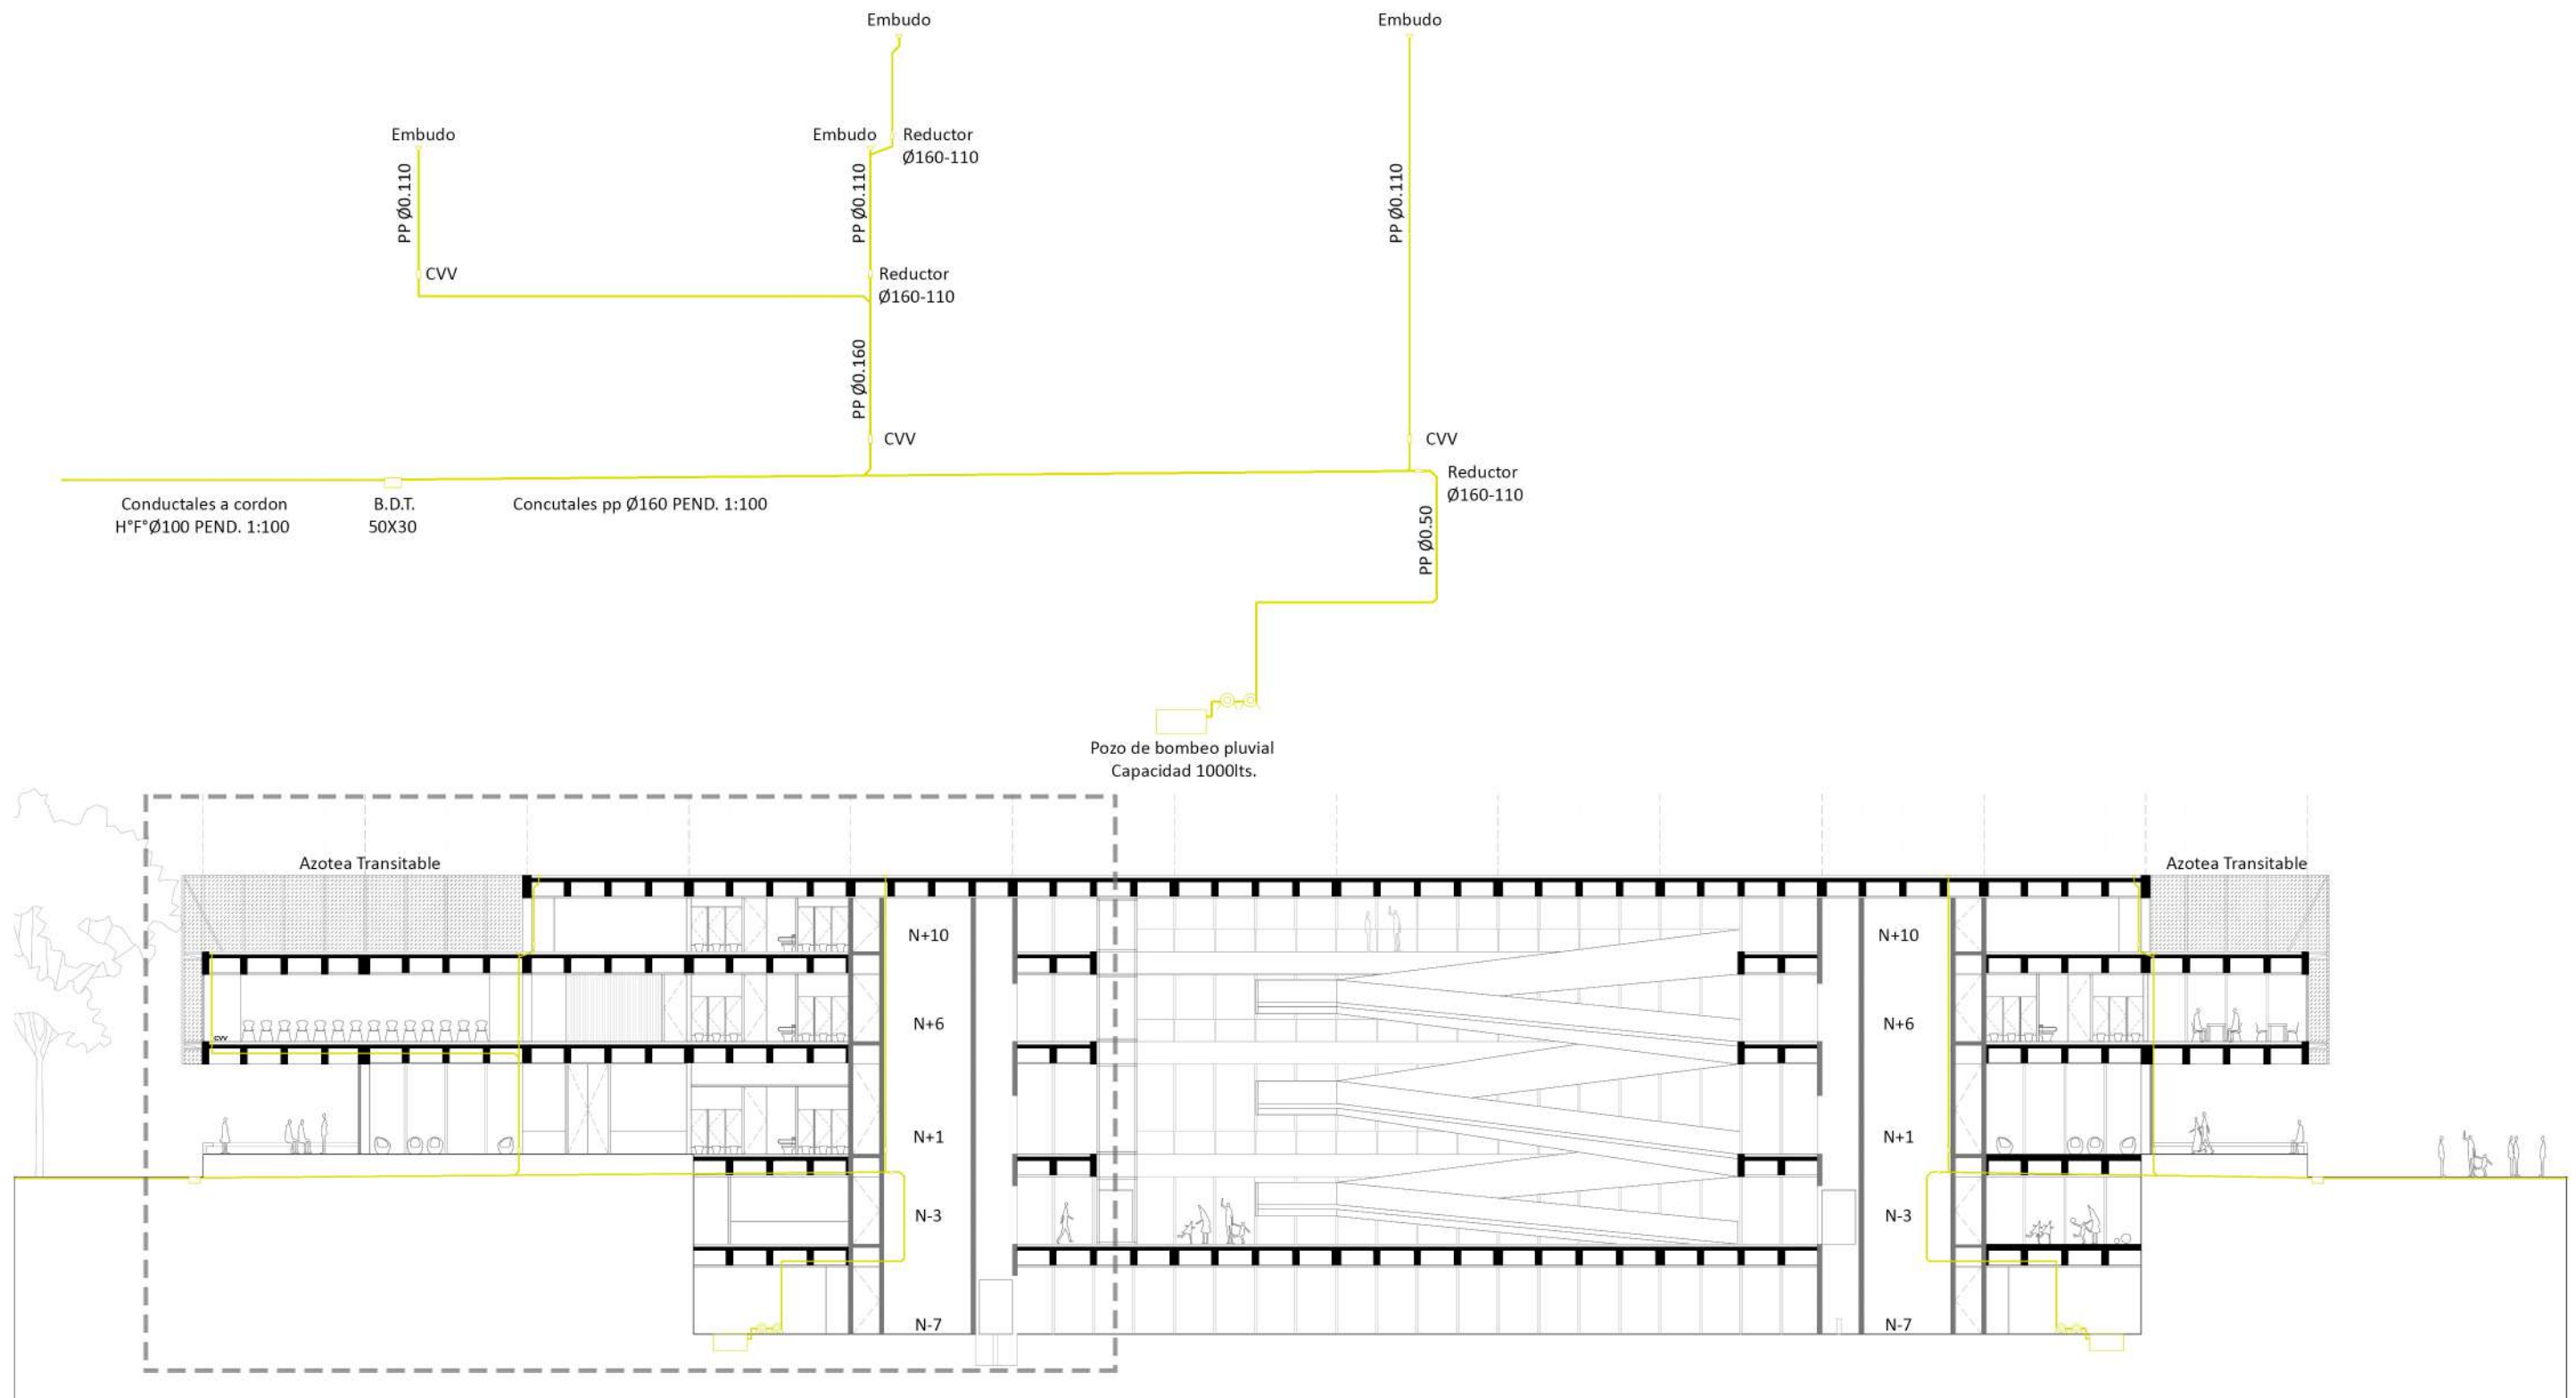 Embudo
Embudo
Embudo
Embudo
Reductor
Ø160-110
PP Ø0.110
PP Ø0.110
PP Ø0.110
CVV
Reductor
Ø160-110
PP Ø0.160
CVV
CVV
Reductor
Ø160-110
Conductales a cordon
H°F°Ø100 PEND. 1:100
B.D.T.
50X30
Concutales pp Ø160 PEND. 1:100
PP Ø0.50
Pozo de bombeo pluvial
Capacidad 1000lts.
Azotea Transitable
Azotea Transitable
N+10
N+10
N+6
N+6
CVV
N+1
N+1
N-3
N-3
N-7
N-7